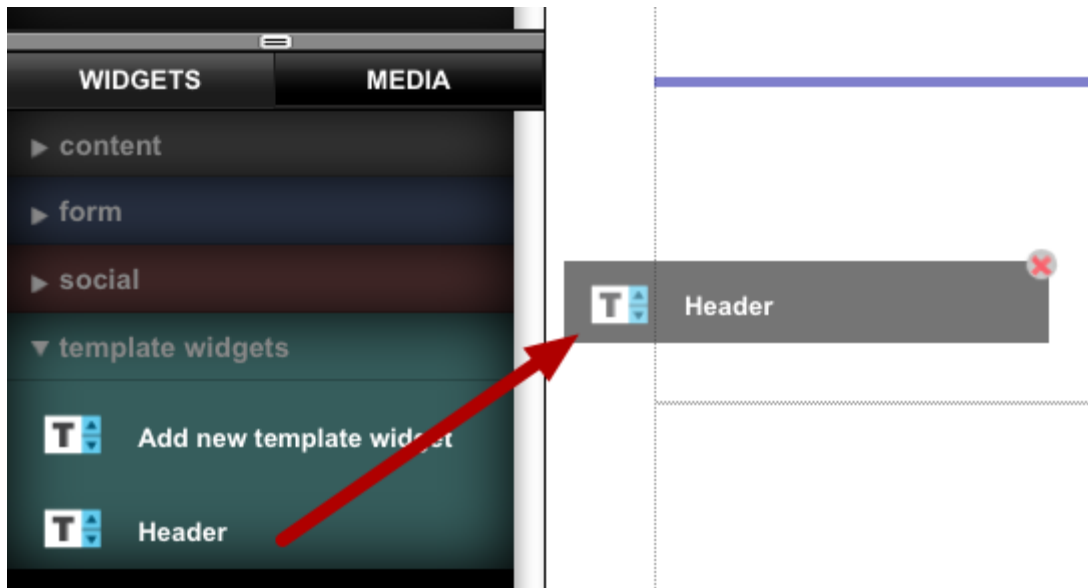 WIDGETS MEDIA
content
form
social
template widgets
T Add new template widget
T Header
T Header